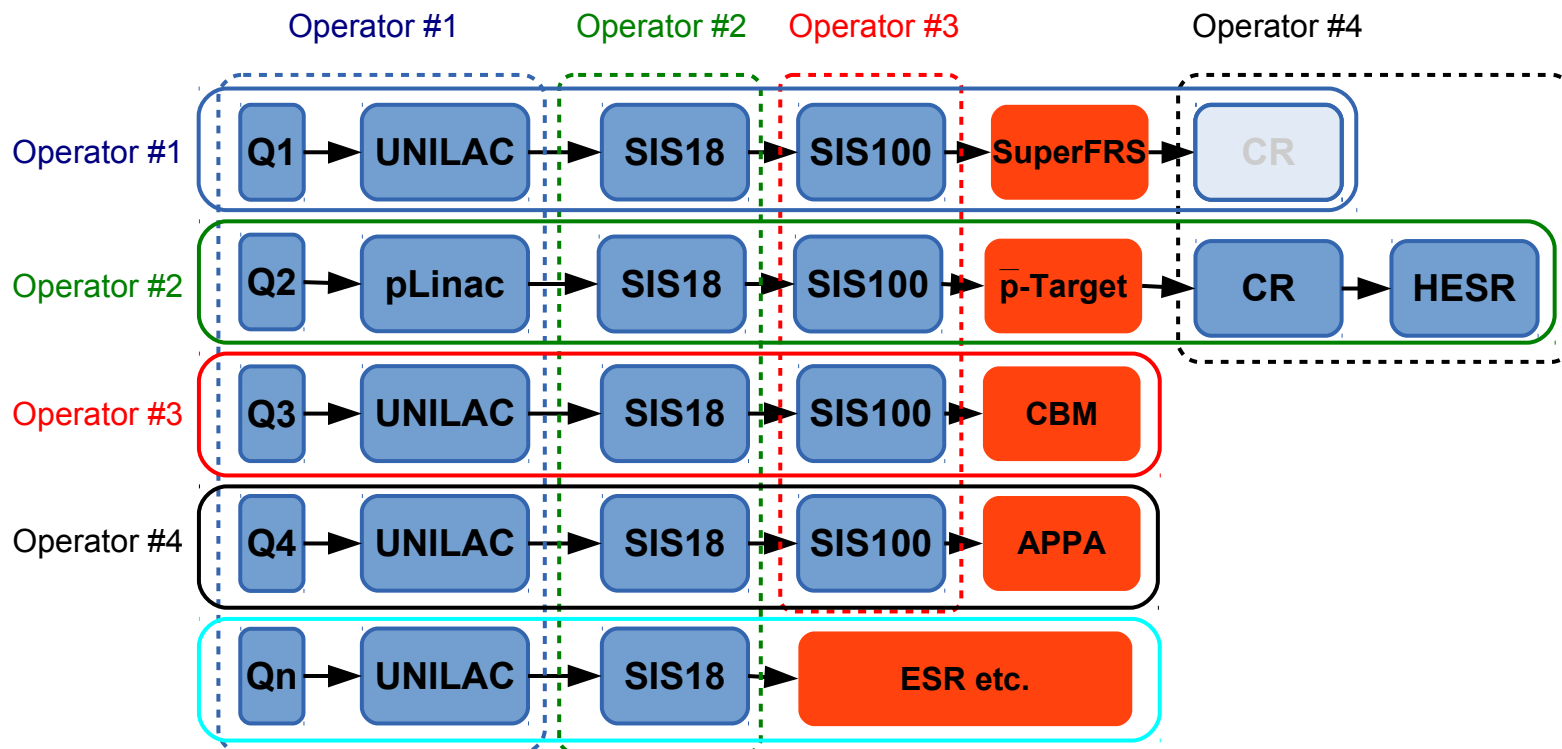 Operator #1 Operator #2 Operator #3 Operator #4
Operator #1 Q1 UNILAC SIS18 SIS100 SuperFRS CR
Operator #2 Q2 pLinac SIS18 SIS100 p̅-Target CR HESR
Operator #3 Q3 UNILAC SIS18 SIS100 CBM
Operator #4 Q4 UNILAC SIS18 SIS100 APPA
Qn UNILAC SIS18 ESR etc.